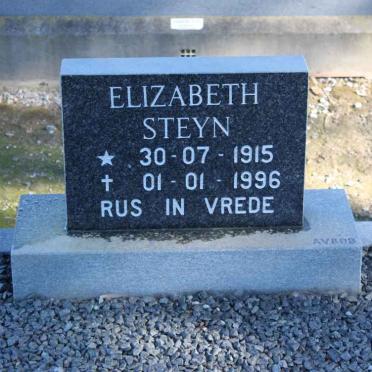 ELIZABETH
STEYN
★ 30-07-1915
✝ 01-01-1996
RUS IN VREDE